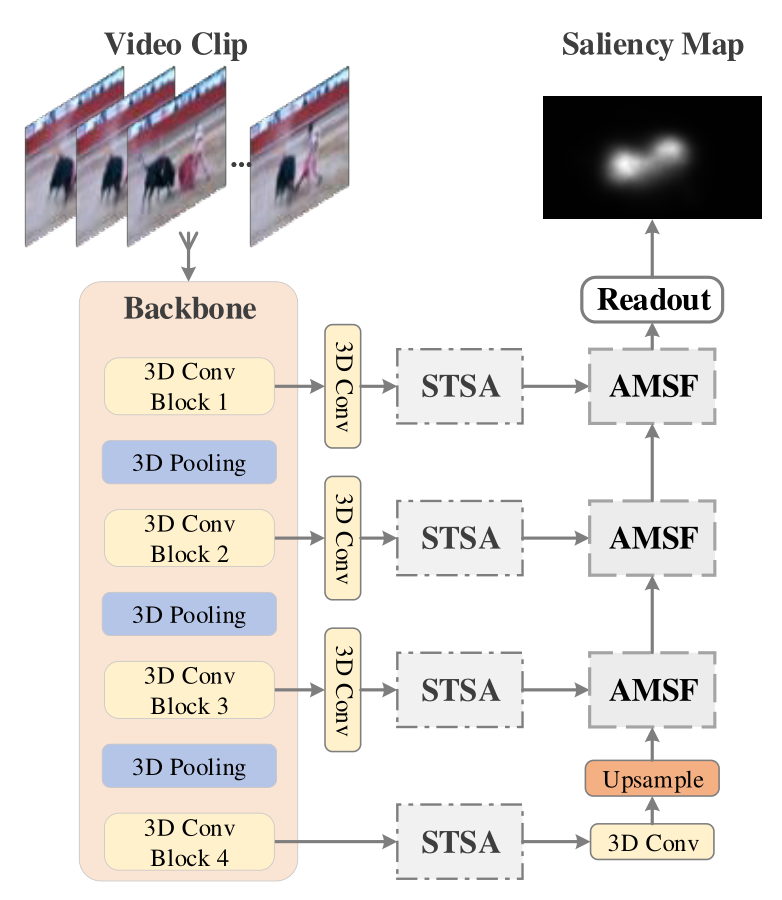 Video Clip
Saliency Map
...
Backbone
Readout
3D Conv
Block 1
3D Conv
STSA
AMSF
3D Pooling
3D Conv
Block 2
3D Conv
STSA
AMSF
3D Pooling
3D Conv
Block 3
3D Conv
STSA
AMSF
3D Pooling
Upsample
3D Conv
Block 4
STSA
3D Conv